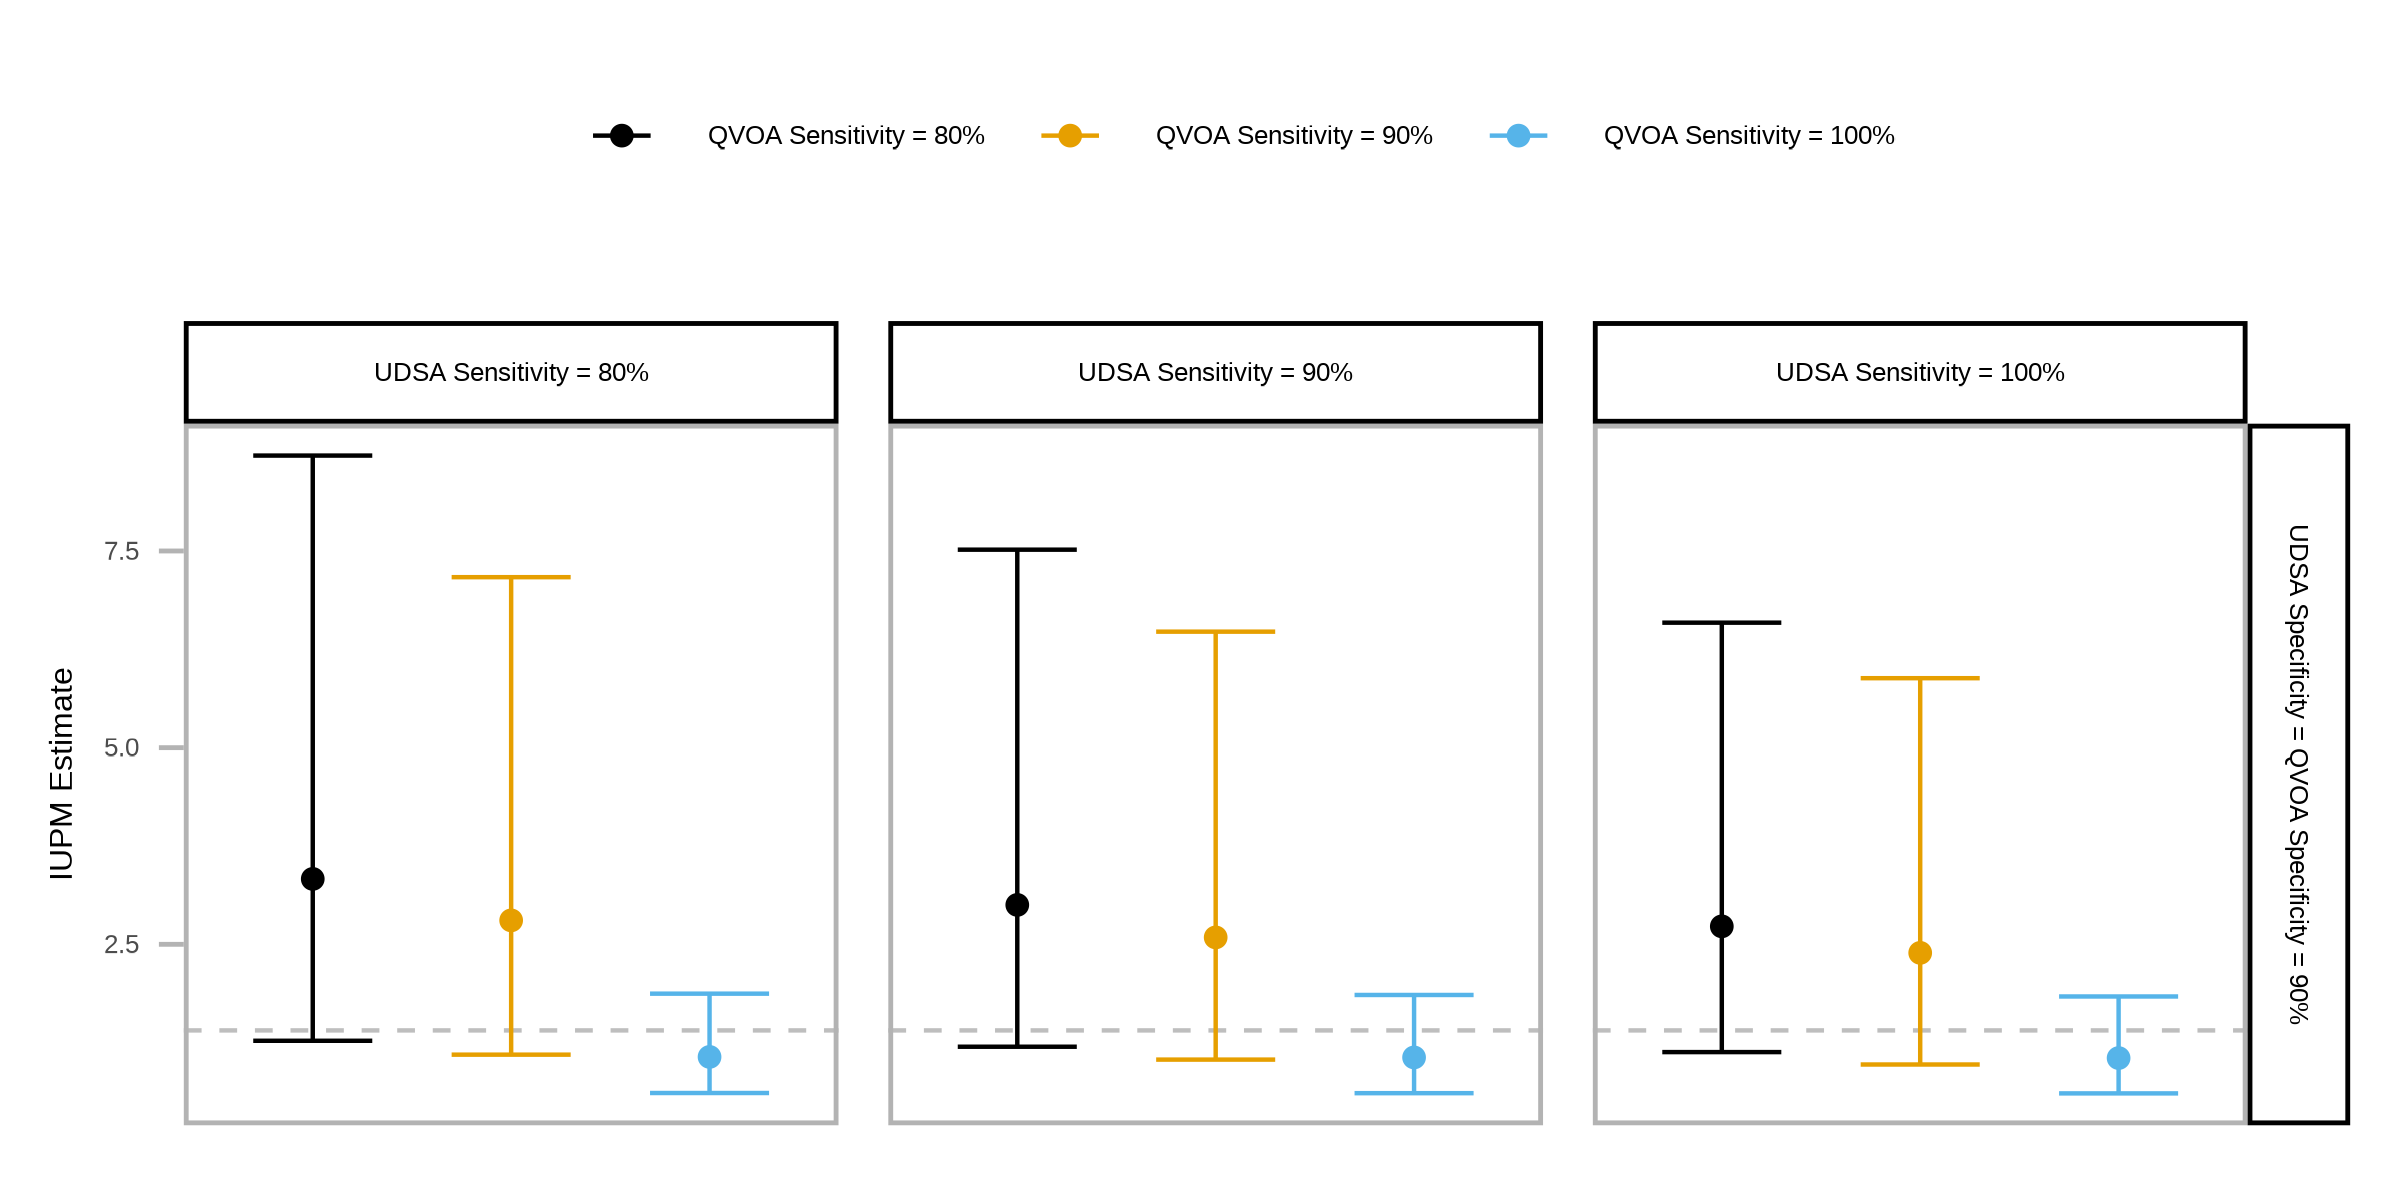 QVOA Sensitivity = 80%
QVOA Sensitivity = 90%
QVOA Sensitivity = 100%
UDSA Sensitivity = 80%
UDSA Sensitivity = 90%
UDSA Sensitivity = 100%
IUPM Estimate
7.5
5.0
2.5
UDSA Specificity = QVOA Specificity = 90%